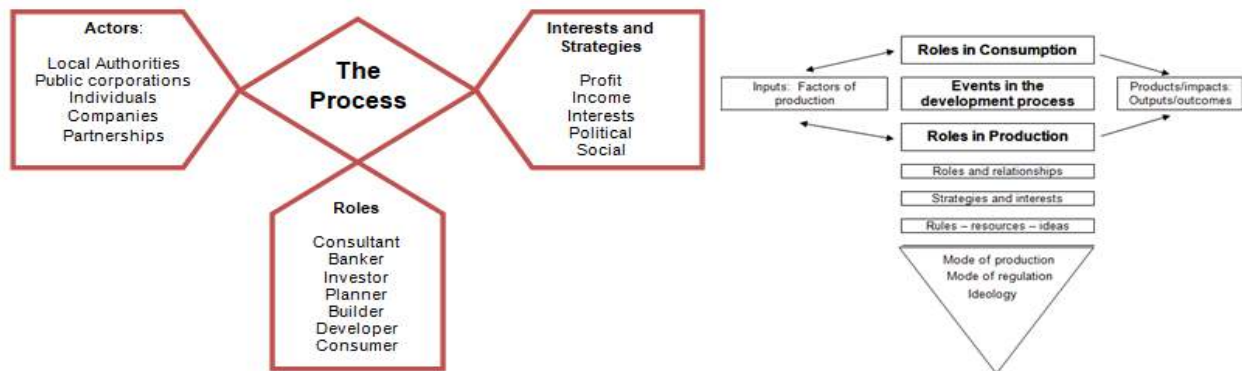 Actors:
Local Authorities
Public corporations
Individuals
Companies
Partnerships
The
Process
Interests and
Strategies
Profit
Income
Interests
Political
Social
Roles
Consultant
Banker
Investor
Planner
Builder
Developer
Consumer
Roles in Consumption
Inputs: Factors of
production
Events in the
development process
Products/impacts:
Outputs/outcomes
Roles in Production
Roles and relationships
Strategies and interests
Rules – resources – ideas
Mode of production
Mode of regulation
Ideology